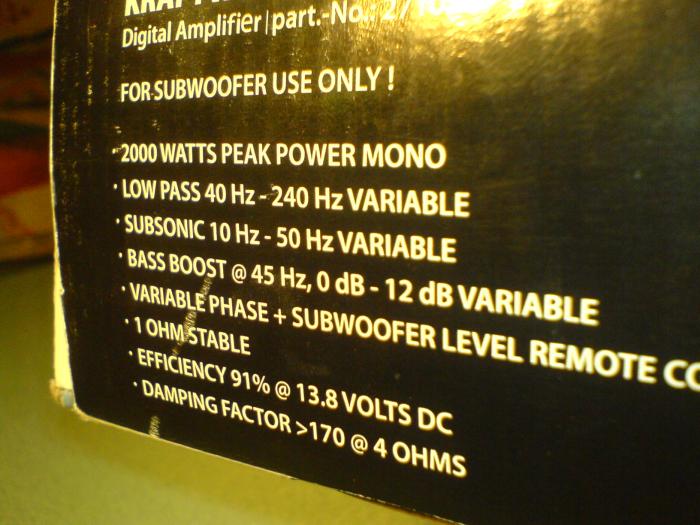 Digital Amplifier | part.-No.:
FOR SUBWOOFER USE ONLY !
· 2000 WATTS PEAK POWER MONO
· LOW PASS 40 Hz - 240 Hz VARIABLE
· SUBSONIC 10 Hz - 50 Hz VARIABLE
· BASS BOOST @ 45 Hz, 0 dB - 12 dB VARIABLE
· VARIABLE PHASE + SUBWOOFER LEVEL REMOTE
· 1 OHM STABLE
· EFFICIENCY 91% @ 13.8 VOLTS DC
· DAMPING FACTOR >170 @ 4 OHMS